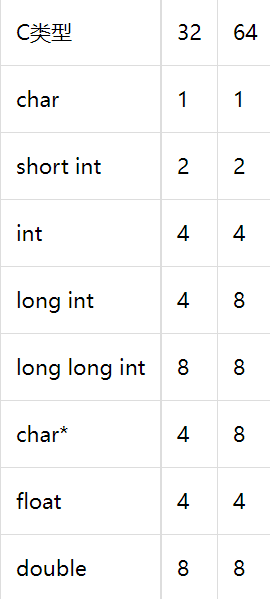 C类型 32 64
char 1 1
short int 2 2
int 4 4
long int 4 8
long long int 8 8
char* 4 8
float 4 4
double 8 8